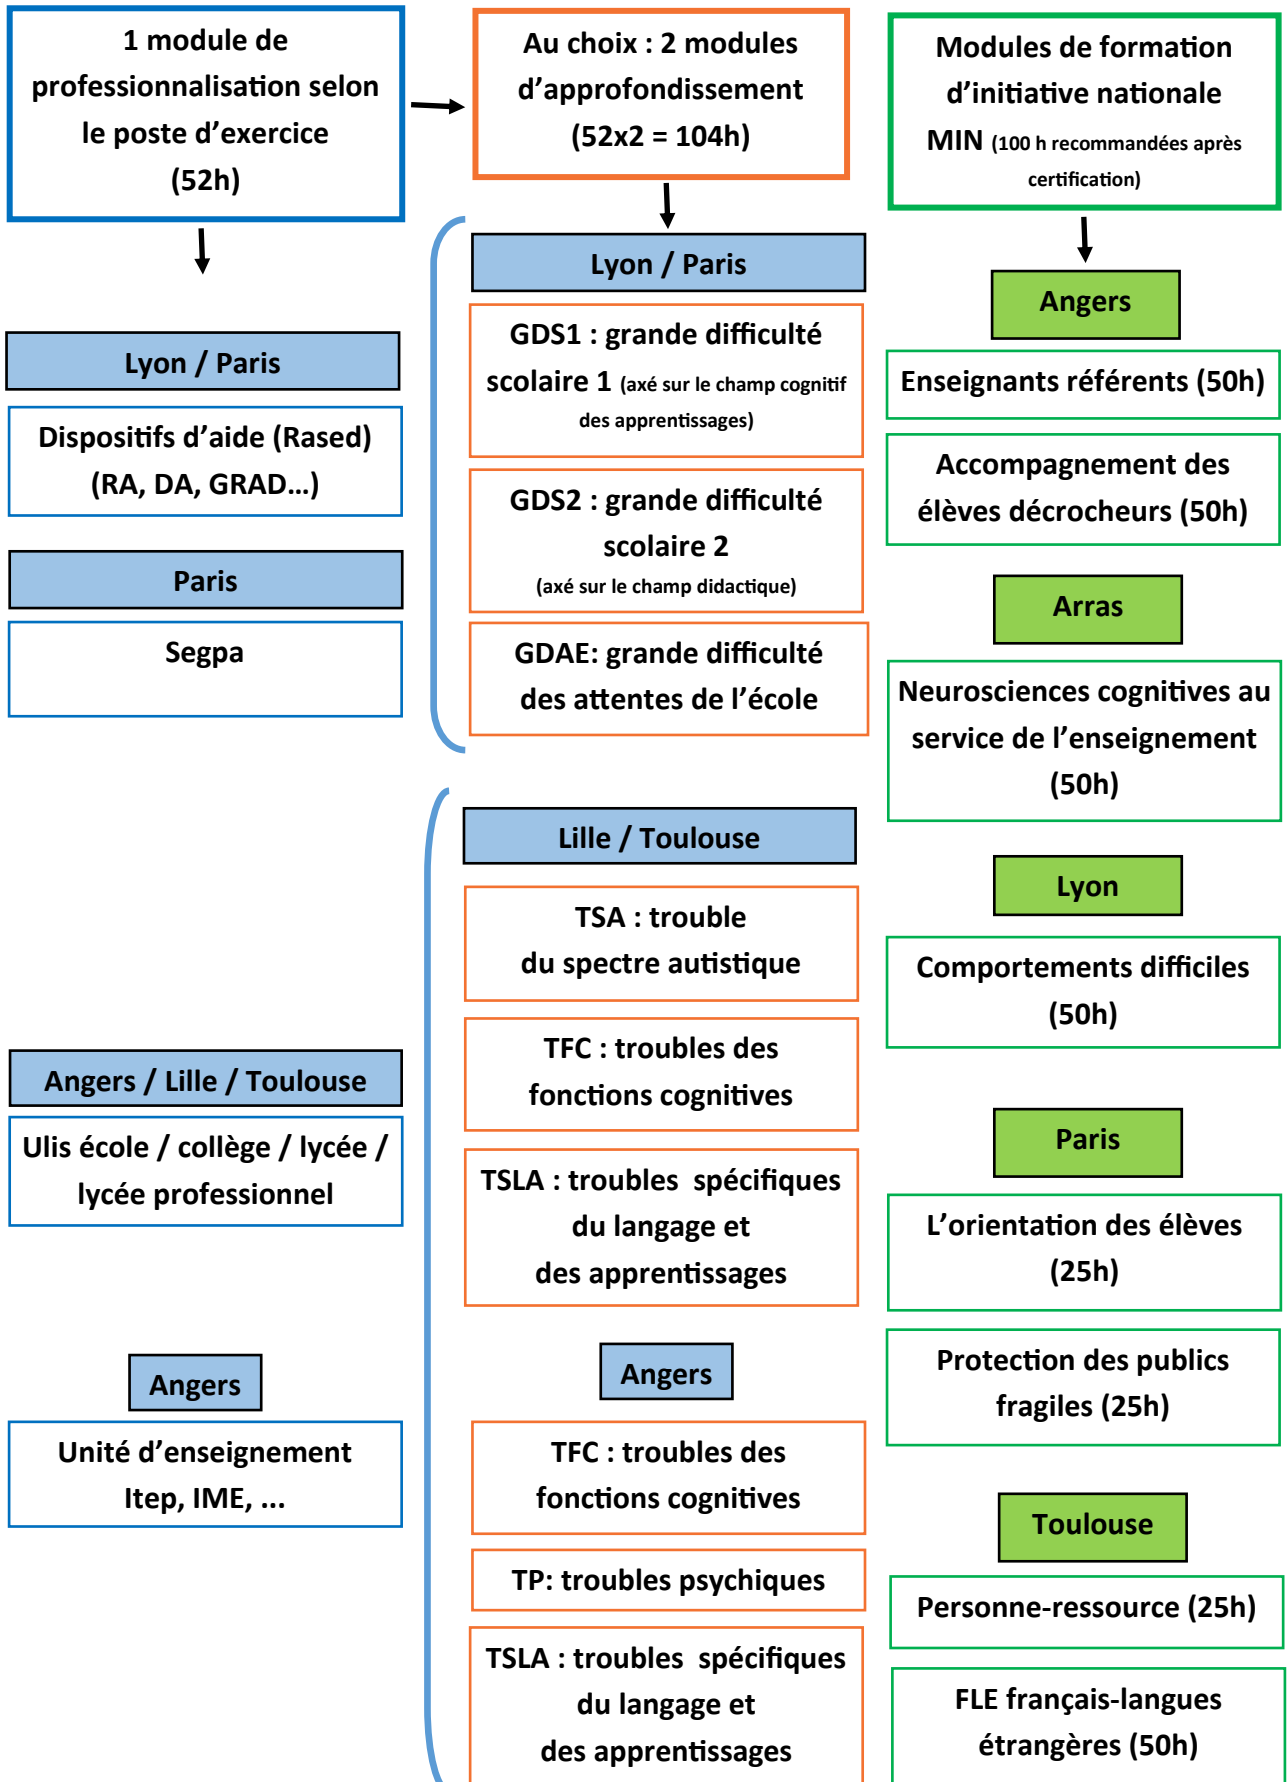 1 module de
professionnalisation selon
le poste d'exercice
(52h)
Lyon / Paris
Dispositifs d'aide (Rased)
(RA, DA, GRAD...)
Paris
Segpa
Angers / Lille / Toulouse
Ulis école / collège / lycée /
lycée professionnel
Angers
Unité d'enseignement
Itep, IME, ...
Au choix : 2 modules
d'approfondissement
(52x2 = 104h)
Lyon / Paris
GDS1 : grande difficulté
scolaire 1 (axé sur le champ cognitif
des apprentissages)
GDS2 : grande difficulté
scolaire 2
(axé sur le champ didactique)
GDAE: grande difficulté
des attentes de l'école
Lille / Toulouse
TSA : trouble
du spectre autistique
TFC : troubles des
fonctions cognitives
TSLA : troubles  spécifiques
du langage et
des apprentissages
Angers
TFC : troubles des
fonctions cognitives
TP: troubles psychiques
TSLA : troubles  spécifiques
du langage et
des apprentissages
Modules de formation
d'initiative nationale
MIN (100 h recommandées après
certification)
Angers
Enseignants référents (50h)
Accompagnement des
élèves décrocheurs (50h)
Arras
Neurosciences cognitives au
service de l'enseignement
(50h)
Lyon
Comportements difficiles
(50h)
Paris
L'orientation des élèves
(25h)
Protection des publics
fragiles (25h)
Toulouse
Personne-ressource (25h)
FLE français-langues
étrangères (50h)